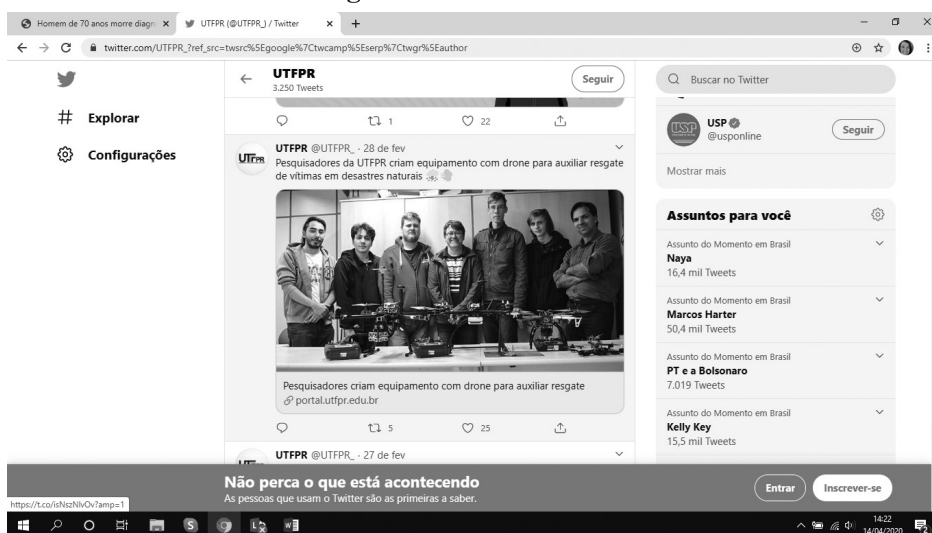 Homem de 70 anos morre diagn
UTFPR (@UTFPR_) / Twitter
twitter.com/UTFPR_?ref_src=twsrc%5Egoogle%7Ctwcamp%5Eserp%7Ctwgr%5Eauthor
Explorar
Configurações
UTFPR
3.250 Tweets
Seguir
1
22
UTFPR
UTFPR @UTFPR_ · 28 de fev
Pesquisadores da UTFPR criam equipamento com drone para auxiliar resgate
de vítimas em desastres naturais
Pesquisadores criam equipamento com drone para auxiliar resgate
portal.utfpr.edu.br
5
25
UTFPR @UTFPR_ · 27 de fev
Buscar no Twitter
USP
USP
@usponline
Seguir
Mostrar mais
Assuntos para você
Assunto do Momento em Brasil
Naya
16,4 mil Tweets
Assunto do Momento em Brasil
Marcos Harter
50,4 mil Tweets
Assunto do Momento em Brasil
PT e a Bolsonaro
7.019 Tweets
Assunto do Momento em Brasil
Kelly Key
15,5 mil Tweets
Não perca o que está acontecendo
As pessoas que usam o Twitter são as primeiras a saber.
Entrar
Inscrever-se
https://t.co/isNszNlvOv?amp=1
14:22
14/04/2020